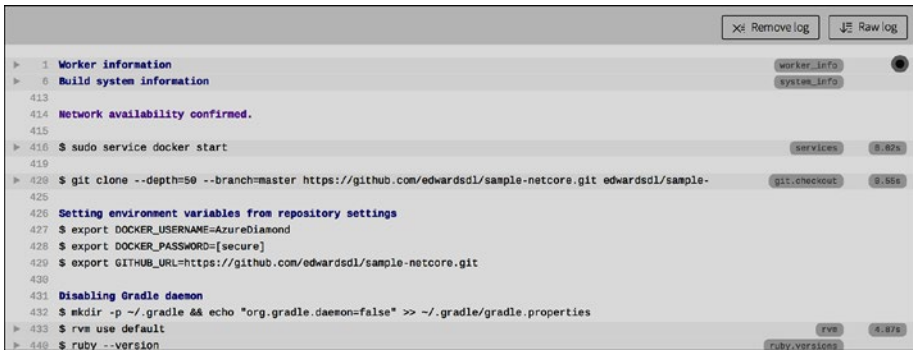 Remove log
Raw log
1 Worker information worker_info
6 Build system information system_info
413
414 Network availability confirmed.
415
416 $ sudo service docker start services 0.02s
419
420 $ git clone --depth=50 --branch=master https://github.com/edwardsdl/sample-netcore.git edwardsdl/sample- git.checkout 0.55s
425
426 Setting environment variables from repository settings
427 $ export DOCKER_USERNAME=AzureDiamond
428 $ export DOCKER_PASSWORD=[secure]
429 $ export GITHUB_URL=https://github.com/edwardsdl/sample-netcore.git
430
431 Disabling Gradle daemon
432 $ mkdir -p ~/.gradle && echo "org.gradle.daemon=false" >> ~/.gradle/gradle.properties
433 $ rvm use default rvm 4.87s
440 $ ruby --version ruby.versions